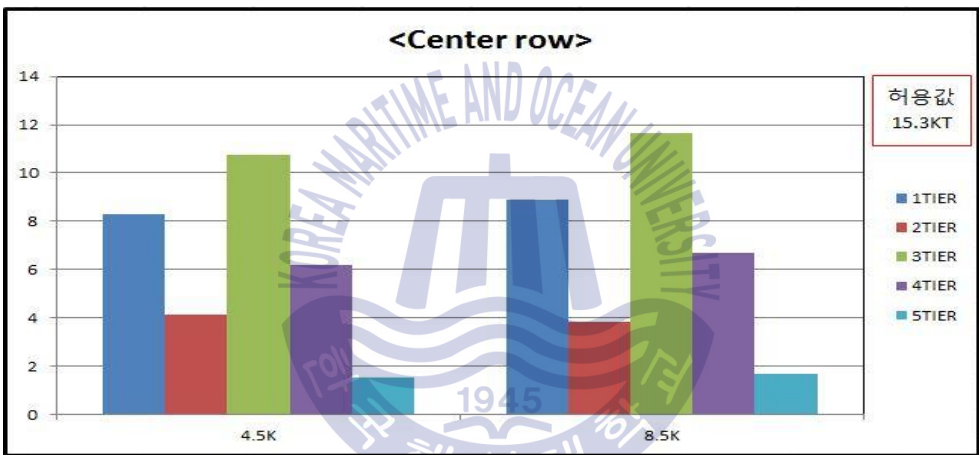 <Center row>
14
12
10
8
6
4
2
0
4.5K
8.5K
허용값
15.3KT
1TIER
2TIER
3TIER
4TIER
5TIER
KOREA MARITIME AND OCEAN UNIVERSITY
1945